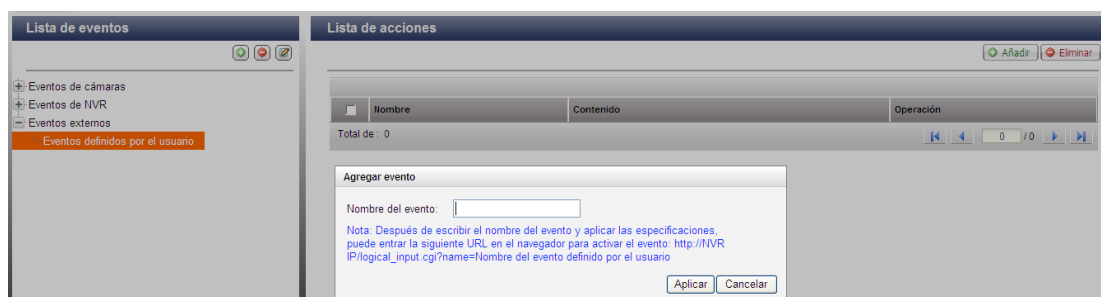 Lista de eventos
Lista de acciones
Añadir
Eliminar
Eventos de cámaras
Eventos de NVR
Eventos externos
Eventos definidos por el usuario
Nombre Contenido Operación
Total de : 0
0 / 0
Agregar evento
Nombre del evento:
Nota: Después de escribir el nombre del evento y aplicar las especificaciones,
puede entrar la siguiente URL en el navegador para activar el evento: http://NVR
IP/logical_input.cgi?name=Nombre del evento definido por el usuario
Aplicar Cancelar